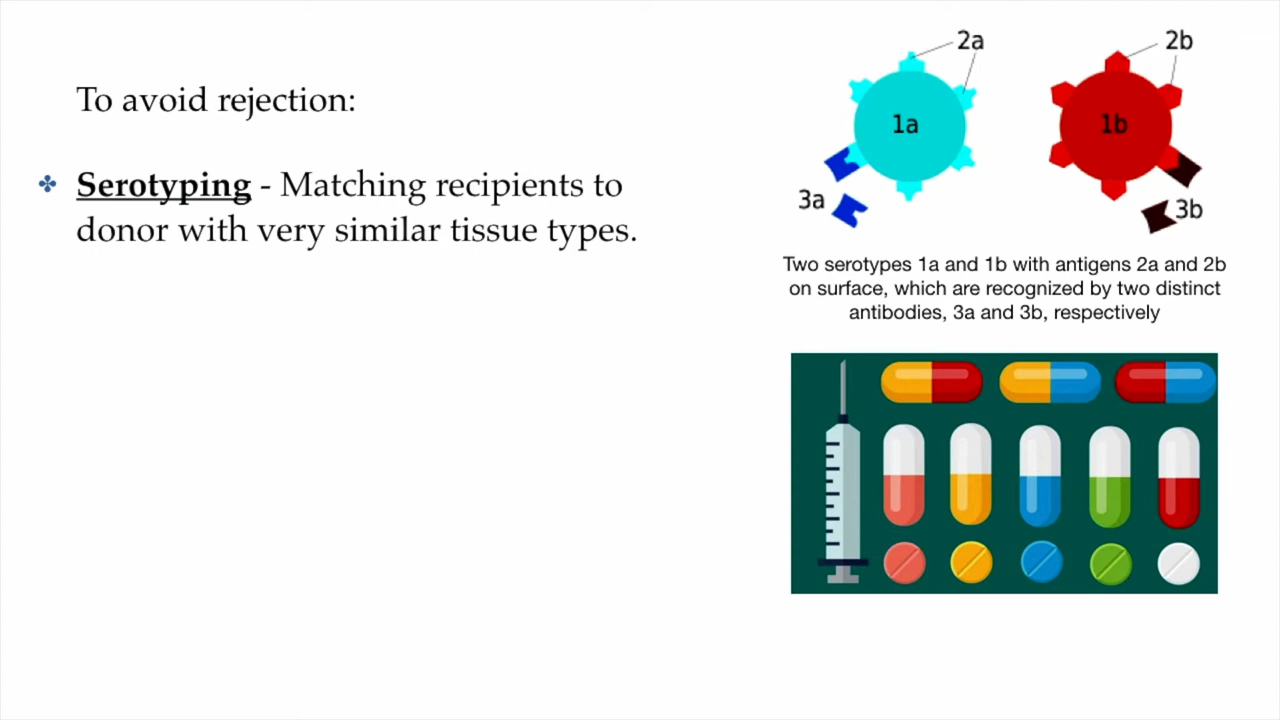 To avoid rejection:
Serotyping - Matching recipients to
donor with very similar tissue types.
2a
2b
1a
1b
3a
3b
Two serotypes 1a and 1b with antigens 2a and 2b
on surface, which are recognized by two distinct
antibodies, 3a and 3b, respectively